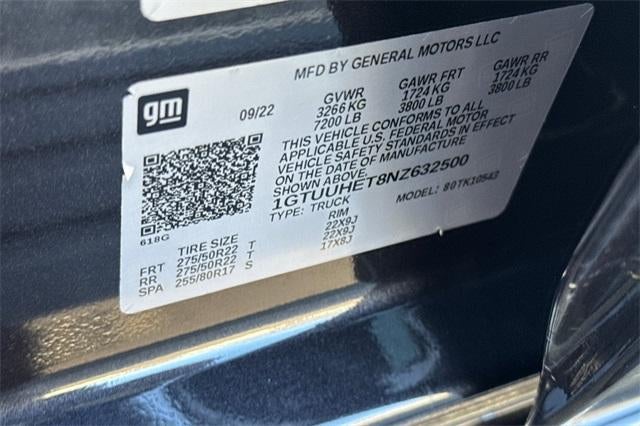 MFD BY GENERAL MOTORS LLC
gm
09/22
GVWR
3266 KG
7200 LB
GAWR FRT
1724 KG
3800 LB
GAWR RR
1724 KG
3800 LB
THIS VEHICLE CONFORMS TO ALL
APPLICABLE U.S. FEDERAL MOTOR
VEHICLE SAFETY STANDARDS IN EFFECT
ON THE DATE OF MANUFACTURE
SHOWN ABOVE.
1GTUUHET8NZ632500
TYPE: TRUCK
MODEL: 80TK10543
618G
TIRE SIZE RIM
FRT 275/50R22 T 22X9J
RR 275/50R22 T 22X9J
SPA 255/80R17 S 17X8J